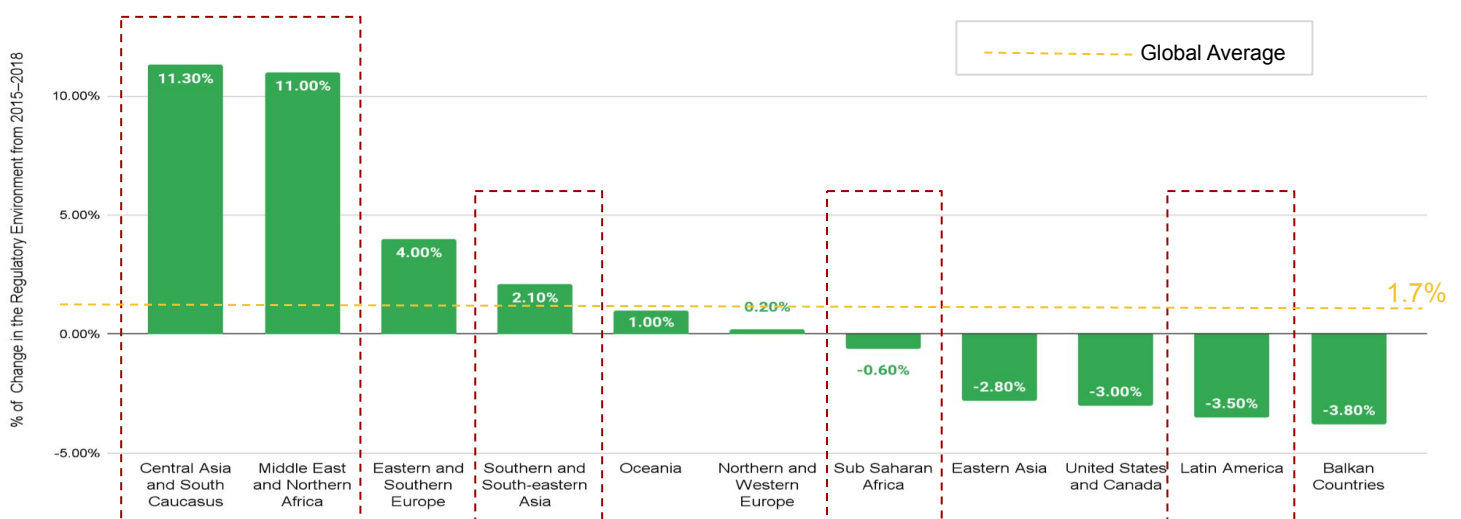 Global Average
% of Change in the Regulatory Environment from 2015–2018
10.00%
5.00%
0.00%
-5.00%
11.30%
11.00%
4.00%
2.10%
1.00%
0.20%
-0.60%
-2.80%
-3.00%
-3.50%
-3.80%
1.7%
Central Asia
and South
Caucasus
Middle East
and Northern
Africa
Eastern and
Southern
Europe
Southern and
South-eastern
Asia
Oceania
Northern and
Western
Europe
Sub Saharan
Africa
Eastern Asia
United States
and Canada
Latin America
Balkan
Countries